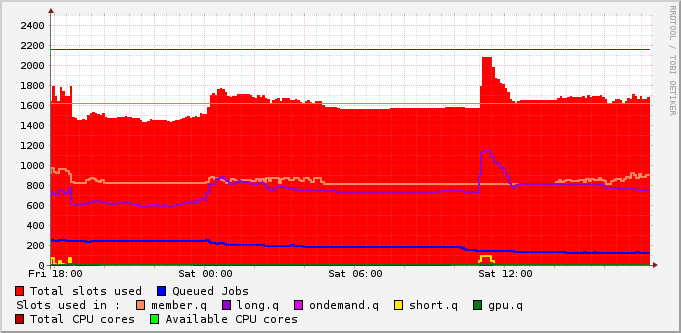 RRDTOOL / TOBI OETIKER
2400
2200
2000
1800
1600
1400
1200
1000
800
600
400
200
0
Fri 18:00 Sat 00:00 Sat 06:00 Sat 12:00
Total slots used Queued Jobs
Slots used in : member.q long.q ondemand.q short.q gpu.q
Total CPU cores Available CPU cores